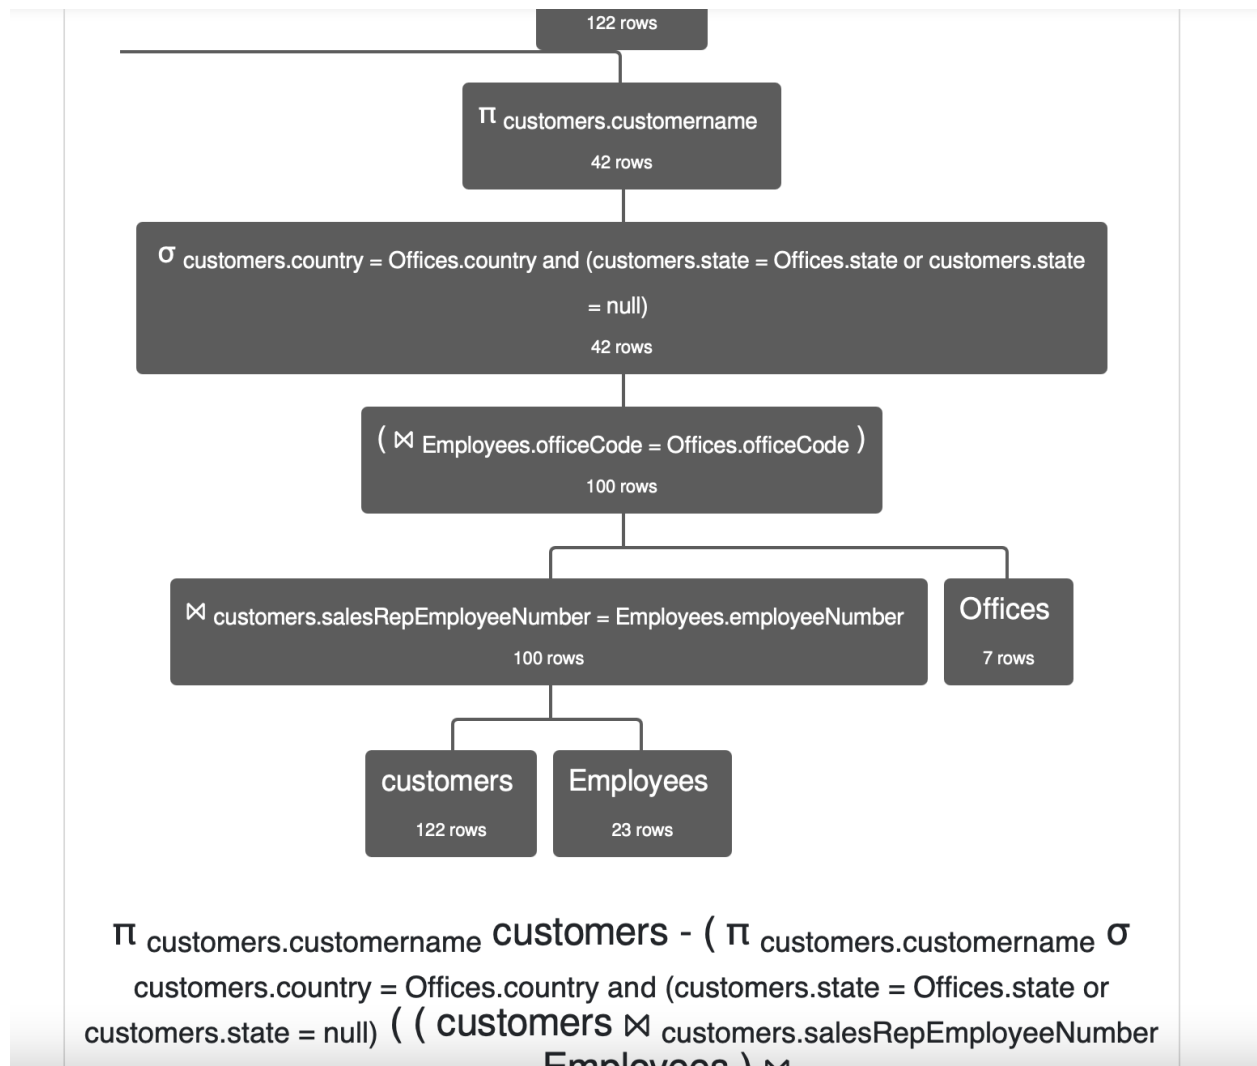 122 rows
π customers.customername
42 rows
σ customers.country = Offices.country and (customers.state = Offices.state or customers.state
= null)
42 rows
( ⋈ Employees.officeCode = Offices.officeCode )
100 rows
⋈ customers.salesRepEmployeeNumber = Employees.employeeNumber
100 rows
Offices
7 rows
customers
122 rows
Employees
23 rows
π customers.customername customers - ( π customers.customername σ
customers.country = Offices.country and (customers.state = Offices.state or
customers.state = null) ( ( customers ⋈ customers.salesRepEmployeeNumber
Employees ) ⋈